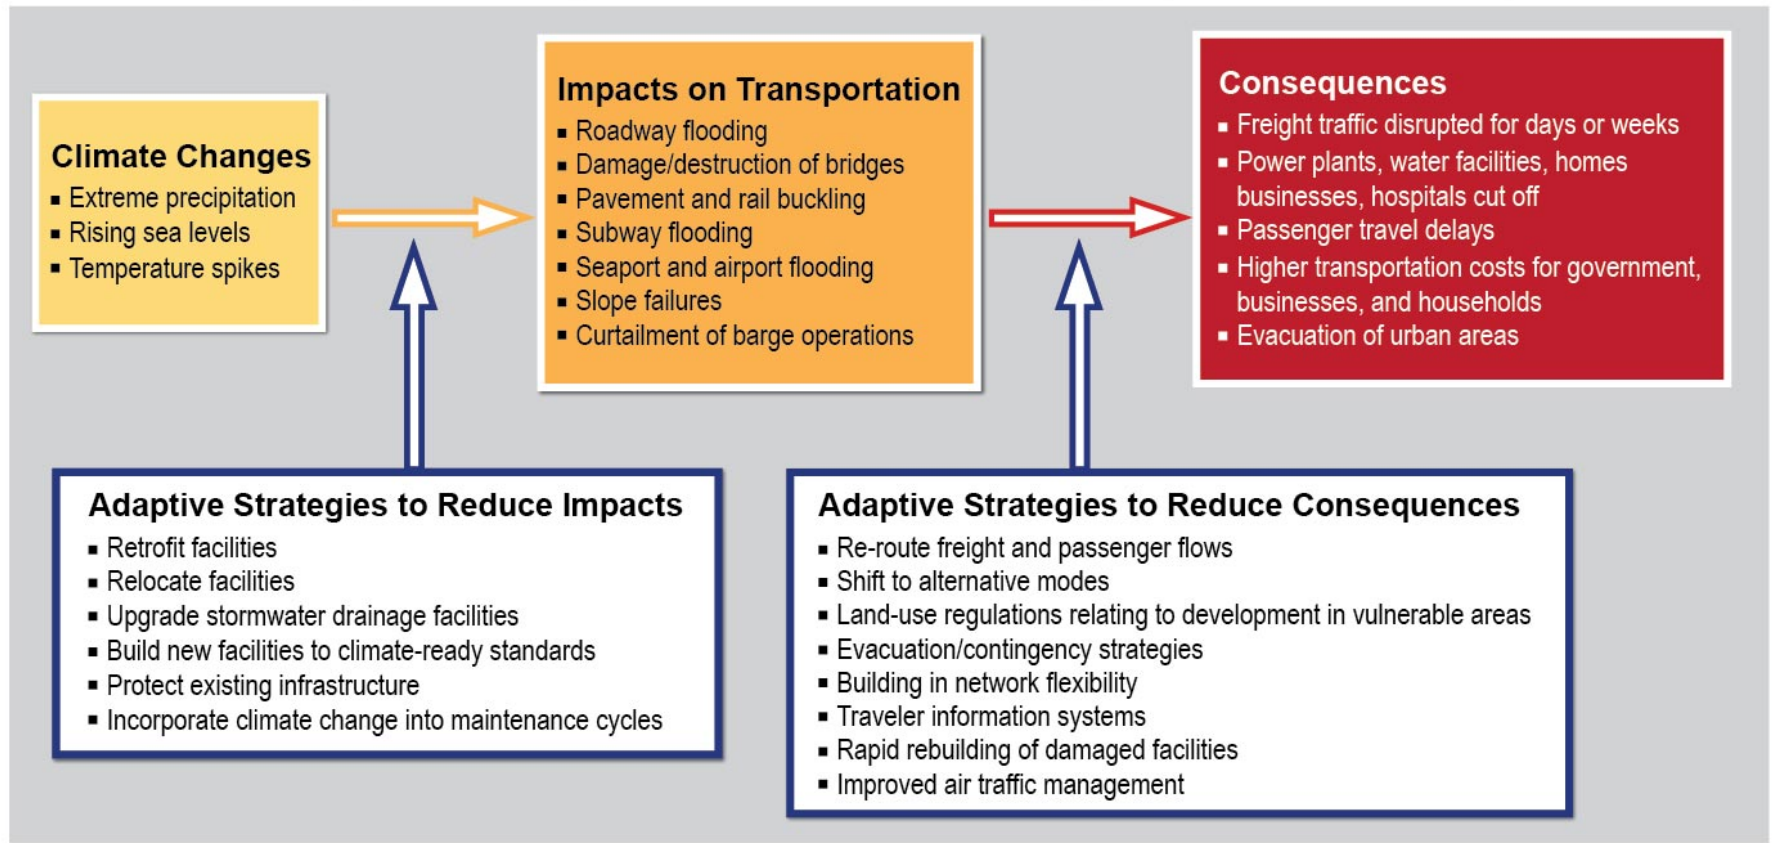 Climate Changes
▪ Extreme precipitation
▪ Rising sea levels
▪ Temperature spikes
Impacts on Transportation
▪ Roadway flooding
▪ Damage/destruction of bridges
▪ Pavement and rail buckling
▪ Subway flooding
▪ Seaport and airport flooding
▪ Slope failures
▪ Curtailment of barge operations
Consequences
▪ Freight traffic disrupted for days or weeks
▪ Power plants, water facilities, homes
businesses, hospitals cut off
▪ Passenger travel delays
▪ Higher transportation costs for government,
businesses, and households
▪ Evacuation of urban areas
Adaptive Strategies to Reduce Impacts
▪ Retrofit facilities
▪ Relocate facilities
▪ Upgrade stormwater drainage facilities
▪ Build new facilities to climate-ready standards
▪ Protect existing infrastructure
▪ Incorporate climate change into maintenance cycles
Adaptive Strategies to Reduce Consequences
▪ Re-route freight and passenger flows
▪ Shift to alternative modes
▪ Land-use regulations relating to development in vulnerable areas
▪ Evacuation/contingency strategies
▪ Building in network flexibility
▪ Traveler information systems
▪ Rapid rebuilding of damaged facilities
▪ Improved air traffic management